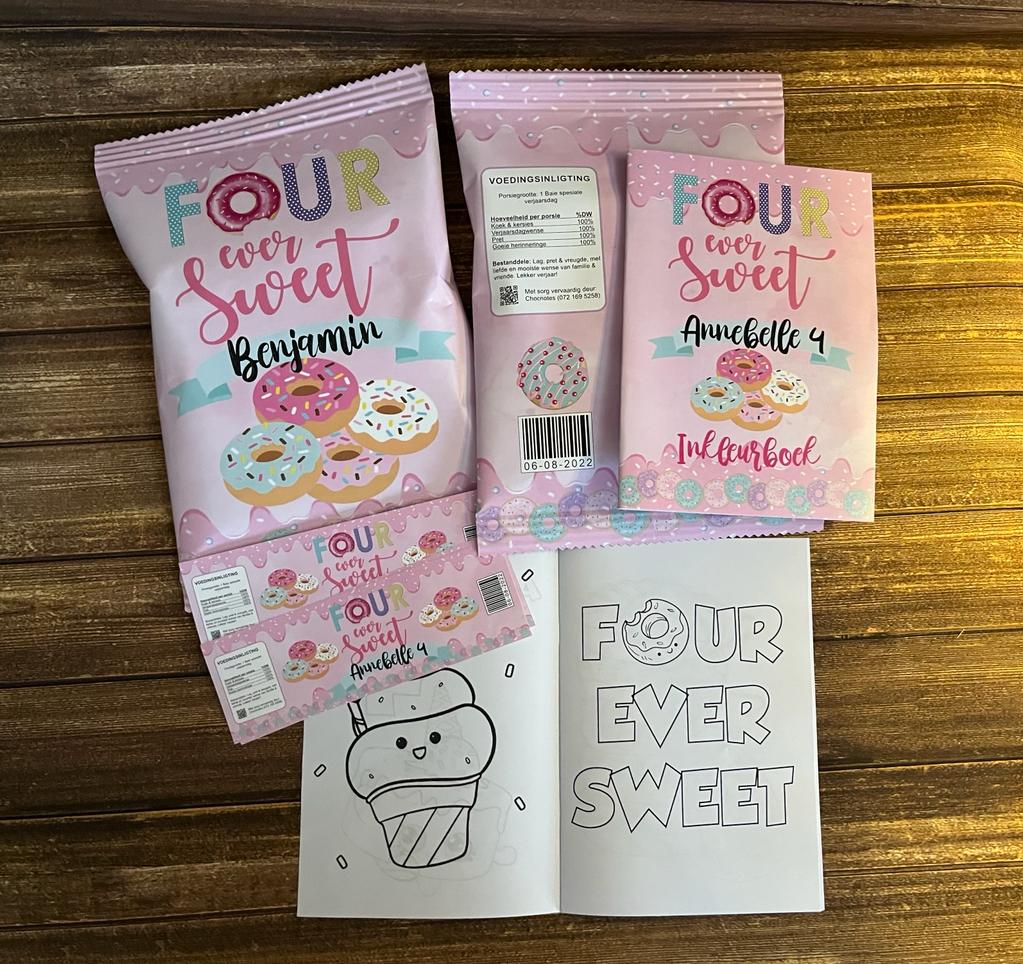 FOUR
ever
Sweet
Benjamin
VOEDINGSINLIGTING
Porsiegrootte: 1 Baie spesiale
verjaarsdag
Hoeveelheid per porsie %DW
Koek & kersies 100%
Verjaarsdagwense 100%
Pret 100%
Goeie herinneringe 100%
Bestanddele: Lag, pret & vreugde, met
liefde en mooiste wense van familie &
vriende. Lekker verjaar!
Met sorg vervaardig deur
Chocnotes (072 169 5258)
06-08-2022
FOUR
ever
Sweet
Annebelle 4
Inkleurboek
VOEDINGSINLIGTING
FOUR
ever
Sweet
VOEDINGSINLIGTING
FOUR
ever
Sweet
Annebelle 4
FOUR
EVER
SWEET